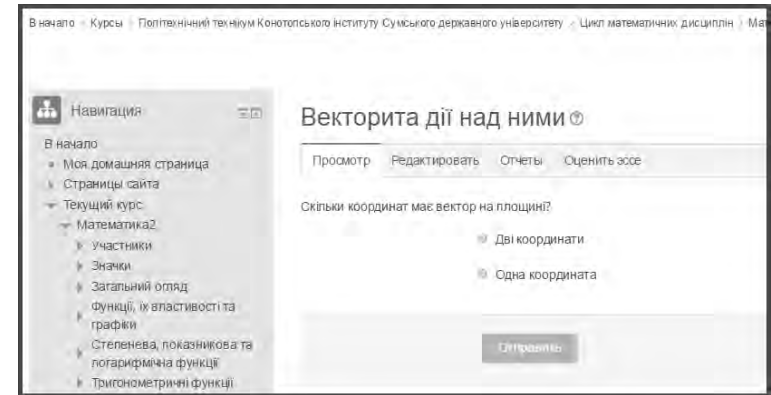 В начало Курсы Політехнічний технікум Конотопського інституту Сумського державного університету Цикл математичних дисциплін
Навигация
В начало
Моя домашняя страница
Страницы сайта
Текущий курс
Математика2
Участники
Значки
Загальний огляд
Функції, їх властивості та
графіки
Степенева, показникова та
логарифмічна функції
Тригонометричні функції
Векторита дії над ними
Просмотр Редактировать Отчеты Оценить эссе
Скільки координат має вектор на площині?
Дві координати
Одна координата
Отправить